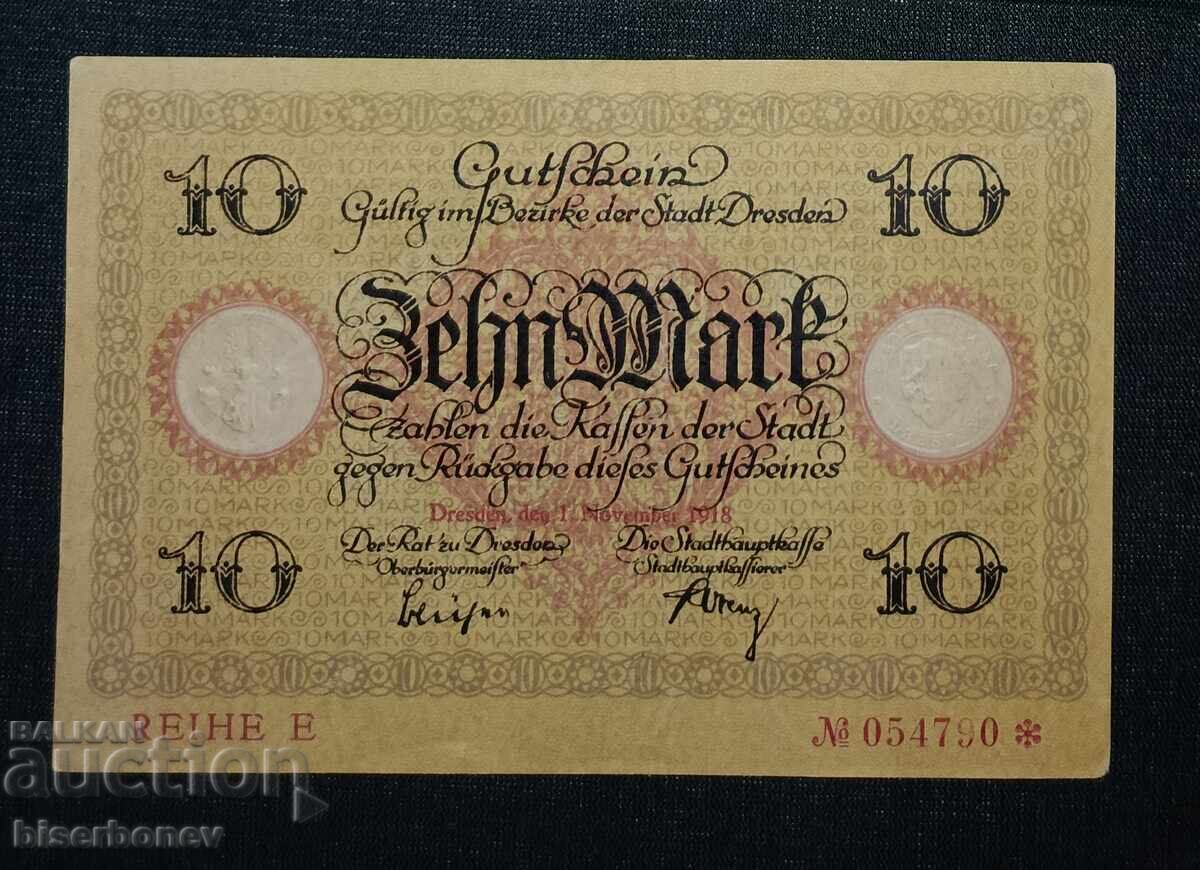 10 Gutschein 10
Gültig im Bezirke der Stadt Dresden
Zehn Mark
zahlen die Kassen der Stadt
gegen Rückgabe dieses Gutscheines
Dresden, den 1. November 1918
Der Rat zu Dresden Die Stadthauptkasse
Oberbürgermeister Stadthauptkassierer
10 10
REIHE E № 054790 *
BALKAN
auction
biserbonev